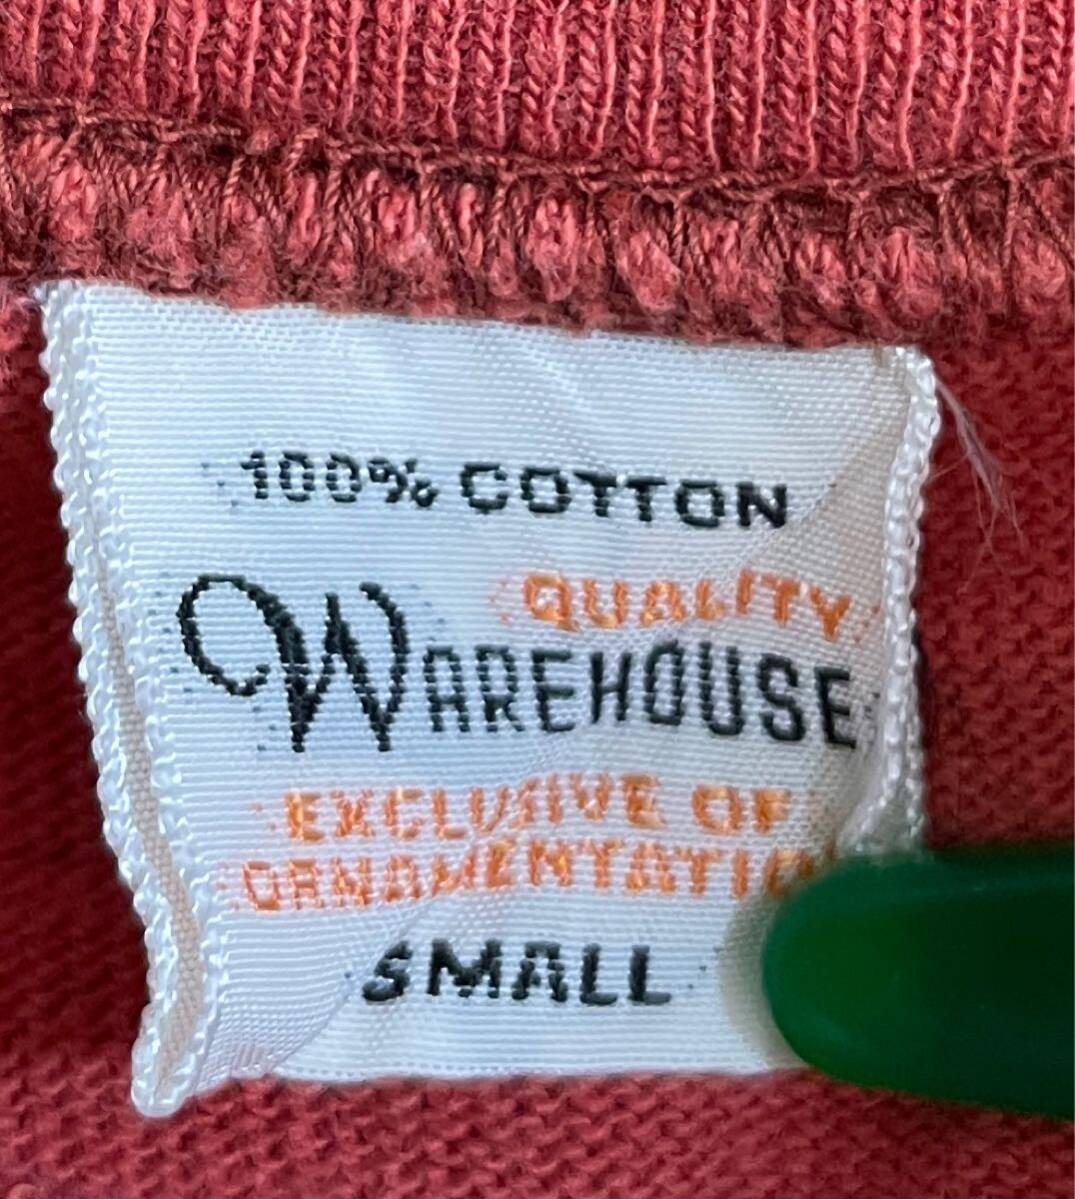 100% COTTON
QUALITY
WAREHOUSE
EXCLUSIVE OF
ORNAMENTATIO
SMALL